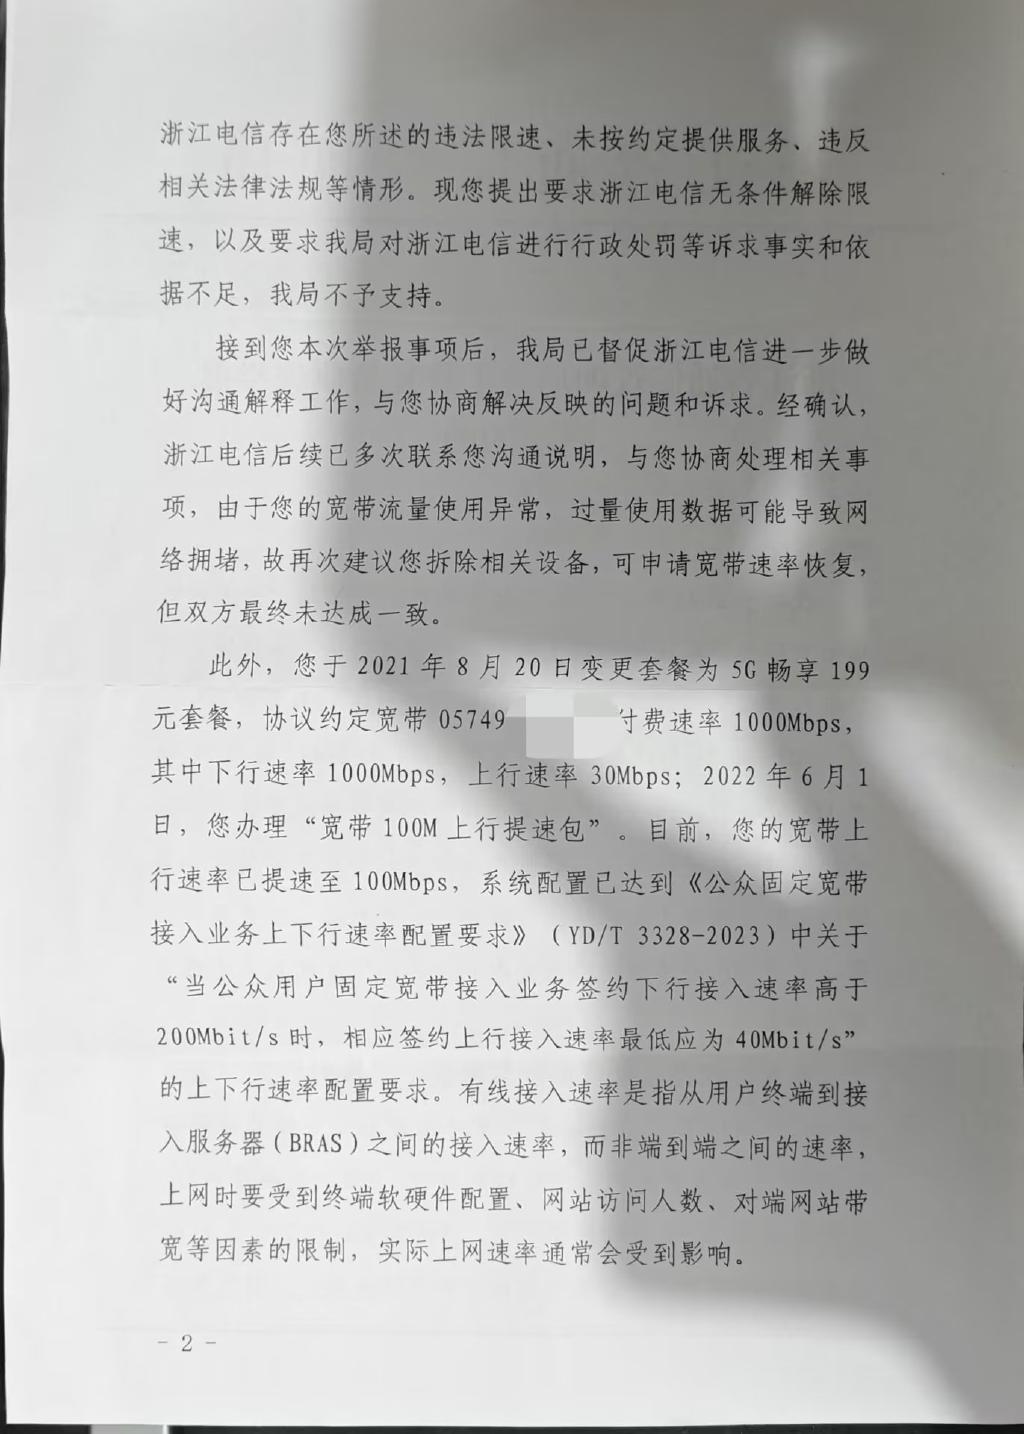 浙江电信存在您所述的违法限速、未按约定提供服务、违反
相关法律法规等情形。现您提出要求浙江电信无条件解除限
速，以及要求我局对浙江电信进行行政处罚等诉求事实和依
据不足，我局不予支持。
接到您本次举报事项后，我局已督促浙江电信进一步做
好沟通解释工作，与您协商解决反映的问题和诉求。经确认，
浙江电信后续已多次联系您沟通说明，与您协商处理相关事
项，由于您的宽带流量使用异常，过量使用数据可能导致网
络拥堵，故再次建议您拆除相关设备，可申请宽带速率恢复，
但双方最终未达成一致。
此外，您于 2021 年 8 月 20 日变更套餐为 5G 畅享 199
元套餐，协议约定宽带 05749 付费速率 1000Mbps，
其中下行速率 1000Mbps，上行速率 30Mbps；2022 年 6 月 1
日，您办理“宽带 100M 上行提速包”。目前，您的宽带上
行速率已提速至 100Mbps，系统配置已达到《公众固定宽带
接入业务上下行速率配置要求》（YD/T 3328-2023）中关于
“当公众用户固定宽带接入业务签约下行接入速率高于
200Mbit/s 时，相应签约上行接入速率最低应为 40Mbit/s”
的上下行速率配置要求。有线接入速率是指从用户终端到接
入服务器（BRAS）之间的接入速率，而非端到端之间的速率，
上网时要受到终端软硬件配置、网站访问人数、对端网站带
宽等因素的限制，实际上网速率通常会受到影响。
- 2 -